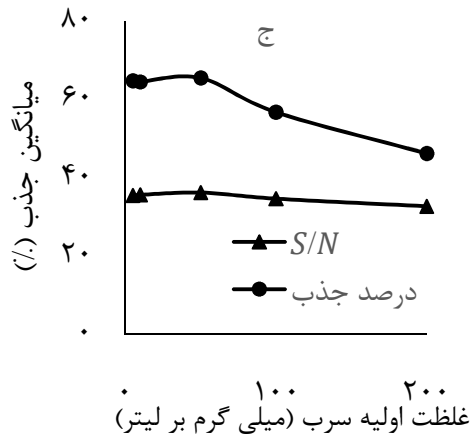 ج
میانگین جذب (٪)
۸۰
۶۰
۴۰
۲۰
۰
S/N
درصد جذب
۰ ۱۰۰ ۲۰۰
غلظت اولیه سرب (میلی گرم بر لیتر)